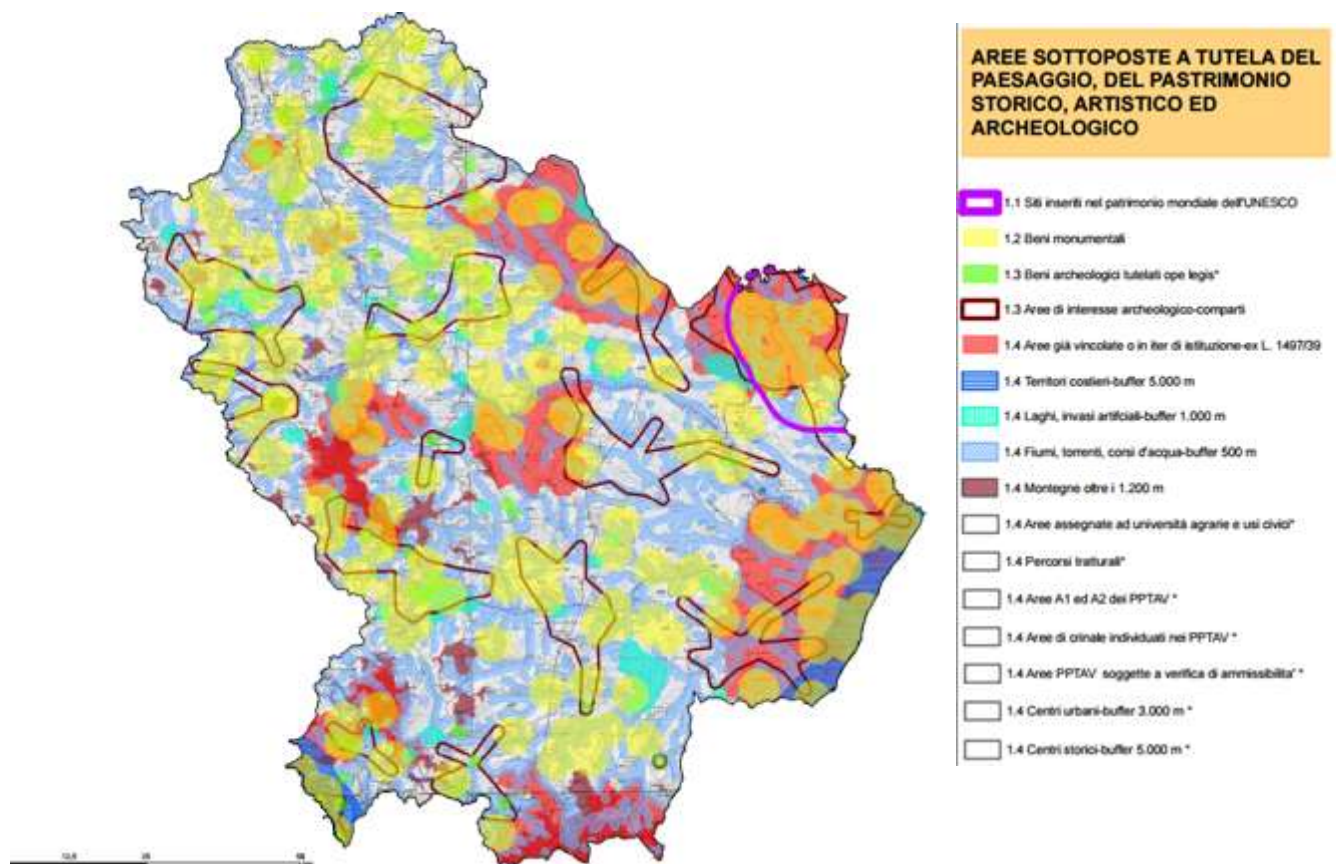 AREE SOTTOPOSTE A TUTELA DEL
PAESAGGIO, DEL PASTRIMONIO
STORICO, ARTISTICO ED
ARCHEOLOGICO
1.1 Siti inseriti nel patrimonio mondiale dell'UNESCO
1.2 Beni monumentali
1.3 Beni archeologici tutelati ope legis*
1.3 Aree di interesse archeologico-comparti
1.4 Aree già vincolate o in iter di istituzione-ex L. 1497/39
1.4 Territori costieri-buffer 5.000 m
1.4 Laghi, invasi artificiali-buffer 1.000 m
1.4 Fiumi, torrenti, corsi d'acqua-buffer 500 m
1.4 Montegne oltre i 1.200 m
1.4 Aree assegnate ad università agrarie e usi civici*
1.4 Percorsi tratturali*
1.4 Aree A1 ed A2 dei PPTAV *
1.4 Aree di crinale individuati nei PPTAV *
1.4 Aree PPTAV soggette a verifica di ammissibilita' *
1.4 Centri urbani-buffer 3.000 m *
1.4 Centri storici-buffer 5.000 m *